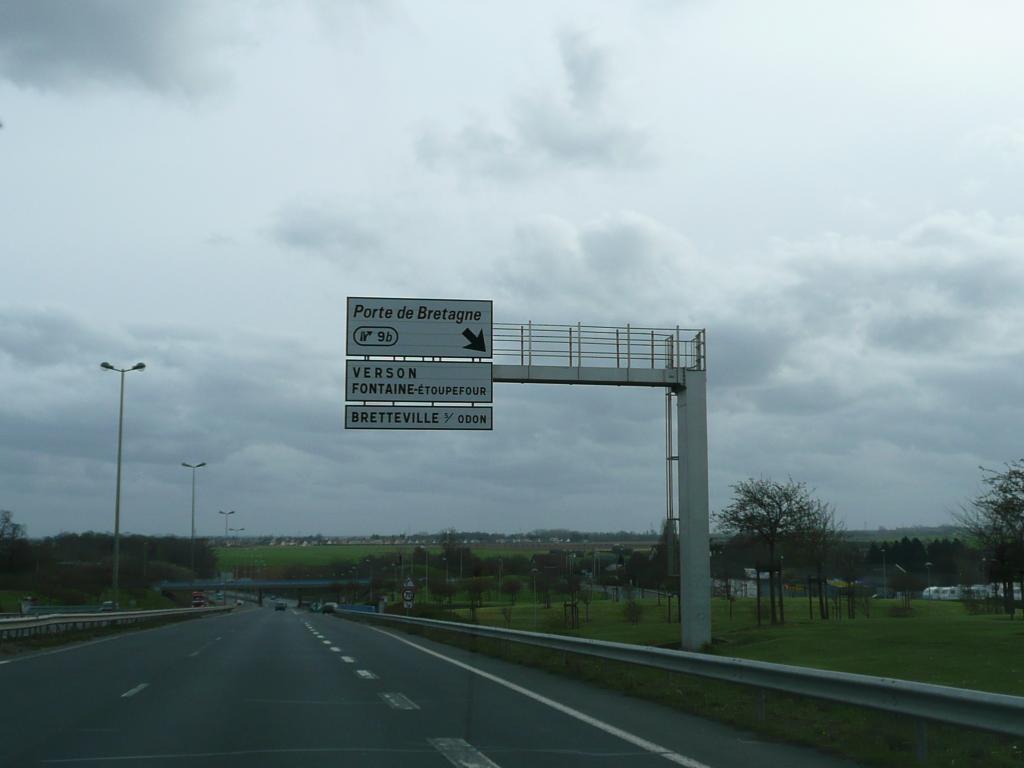 Porte de Bretagne
9b
VERSON
FONTAINE-ÉTOUPEFOUR
BRETTEVILLE S/ ODON